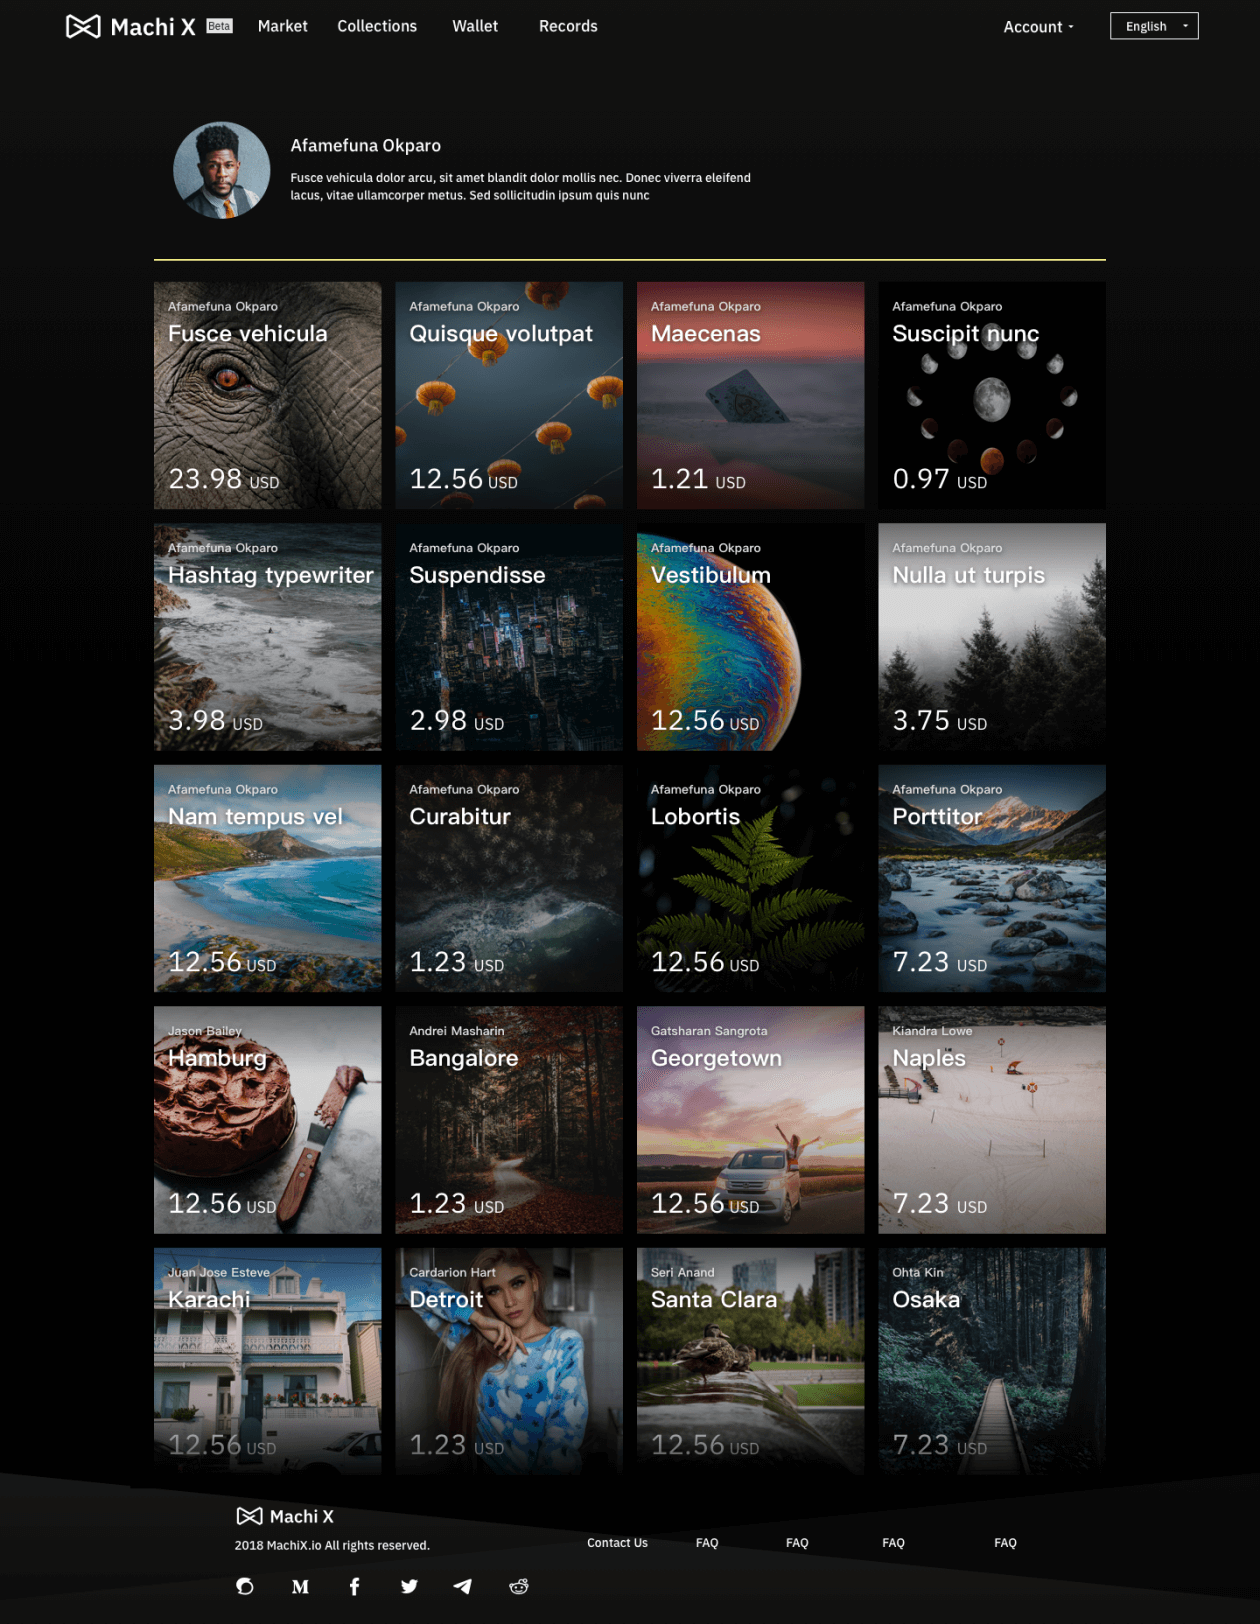 Machi X Beta Market Collections Wallet Records Account English
Afamefuna Okparo
Fusce vehicula dolor arcu, sit amet blandit dolor mollis nec. Donec viverra eleifend
lacus, vitae ullamcorper metus. Sed sollicitudin ipsum quis nunc
Afamefuna Okparo
Fusce vehicula
23.98 USD
Afamefuna Okparo
Quisque volutpat
12.56 USD
Afamefuna Okparo
Maecenas
1.21 USD
Afamefuna Okparo
Suscipit nunc
0.97 USD
Afamefuna Okparo
Hashtag typewriter
3.98 USD
Afamefuna Okparo
Suspendisse
2.98 USD
Afamefuna Okparo
Vestibulum
12.56 USD
Afamefuna Okparo
Nulla ut turpis
3.75 USD
Afamefuna Okparo
Nam tempus vel
12.56 USD
Afamefuna Okparo
Curabitur
1.23 USD
Afamefuna Okparo
Lobortis
12.56 USD
Afamefuna Okparo
Porttitor
7.23 USD
Jason Bailey
Hamburg
12.56 USD
Andrei Masharin
Bangalore
1.23 USD
Gatsharan Sangrota
Georgetown
12.56 USD
Kiandra Lowe
Naples
7.23 USD
Juan Jose Esteve
Karachi
12.56 USD
Cardarion Hart
Detroit
1.23 USD
Seri Anand
Santa Clara
12.56 USD
Ohta Kin
Osaka
7.23 USD
Machi X
2018 MachiX.io All rights reserved.
Contact Us FAQ FAQ FAQ FAQ